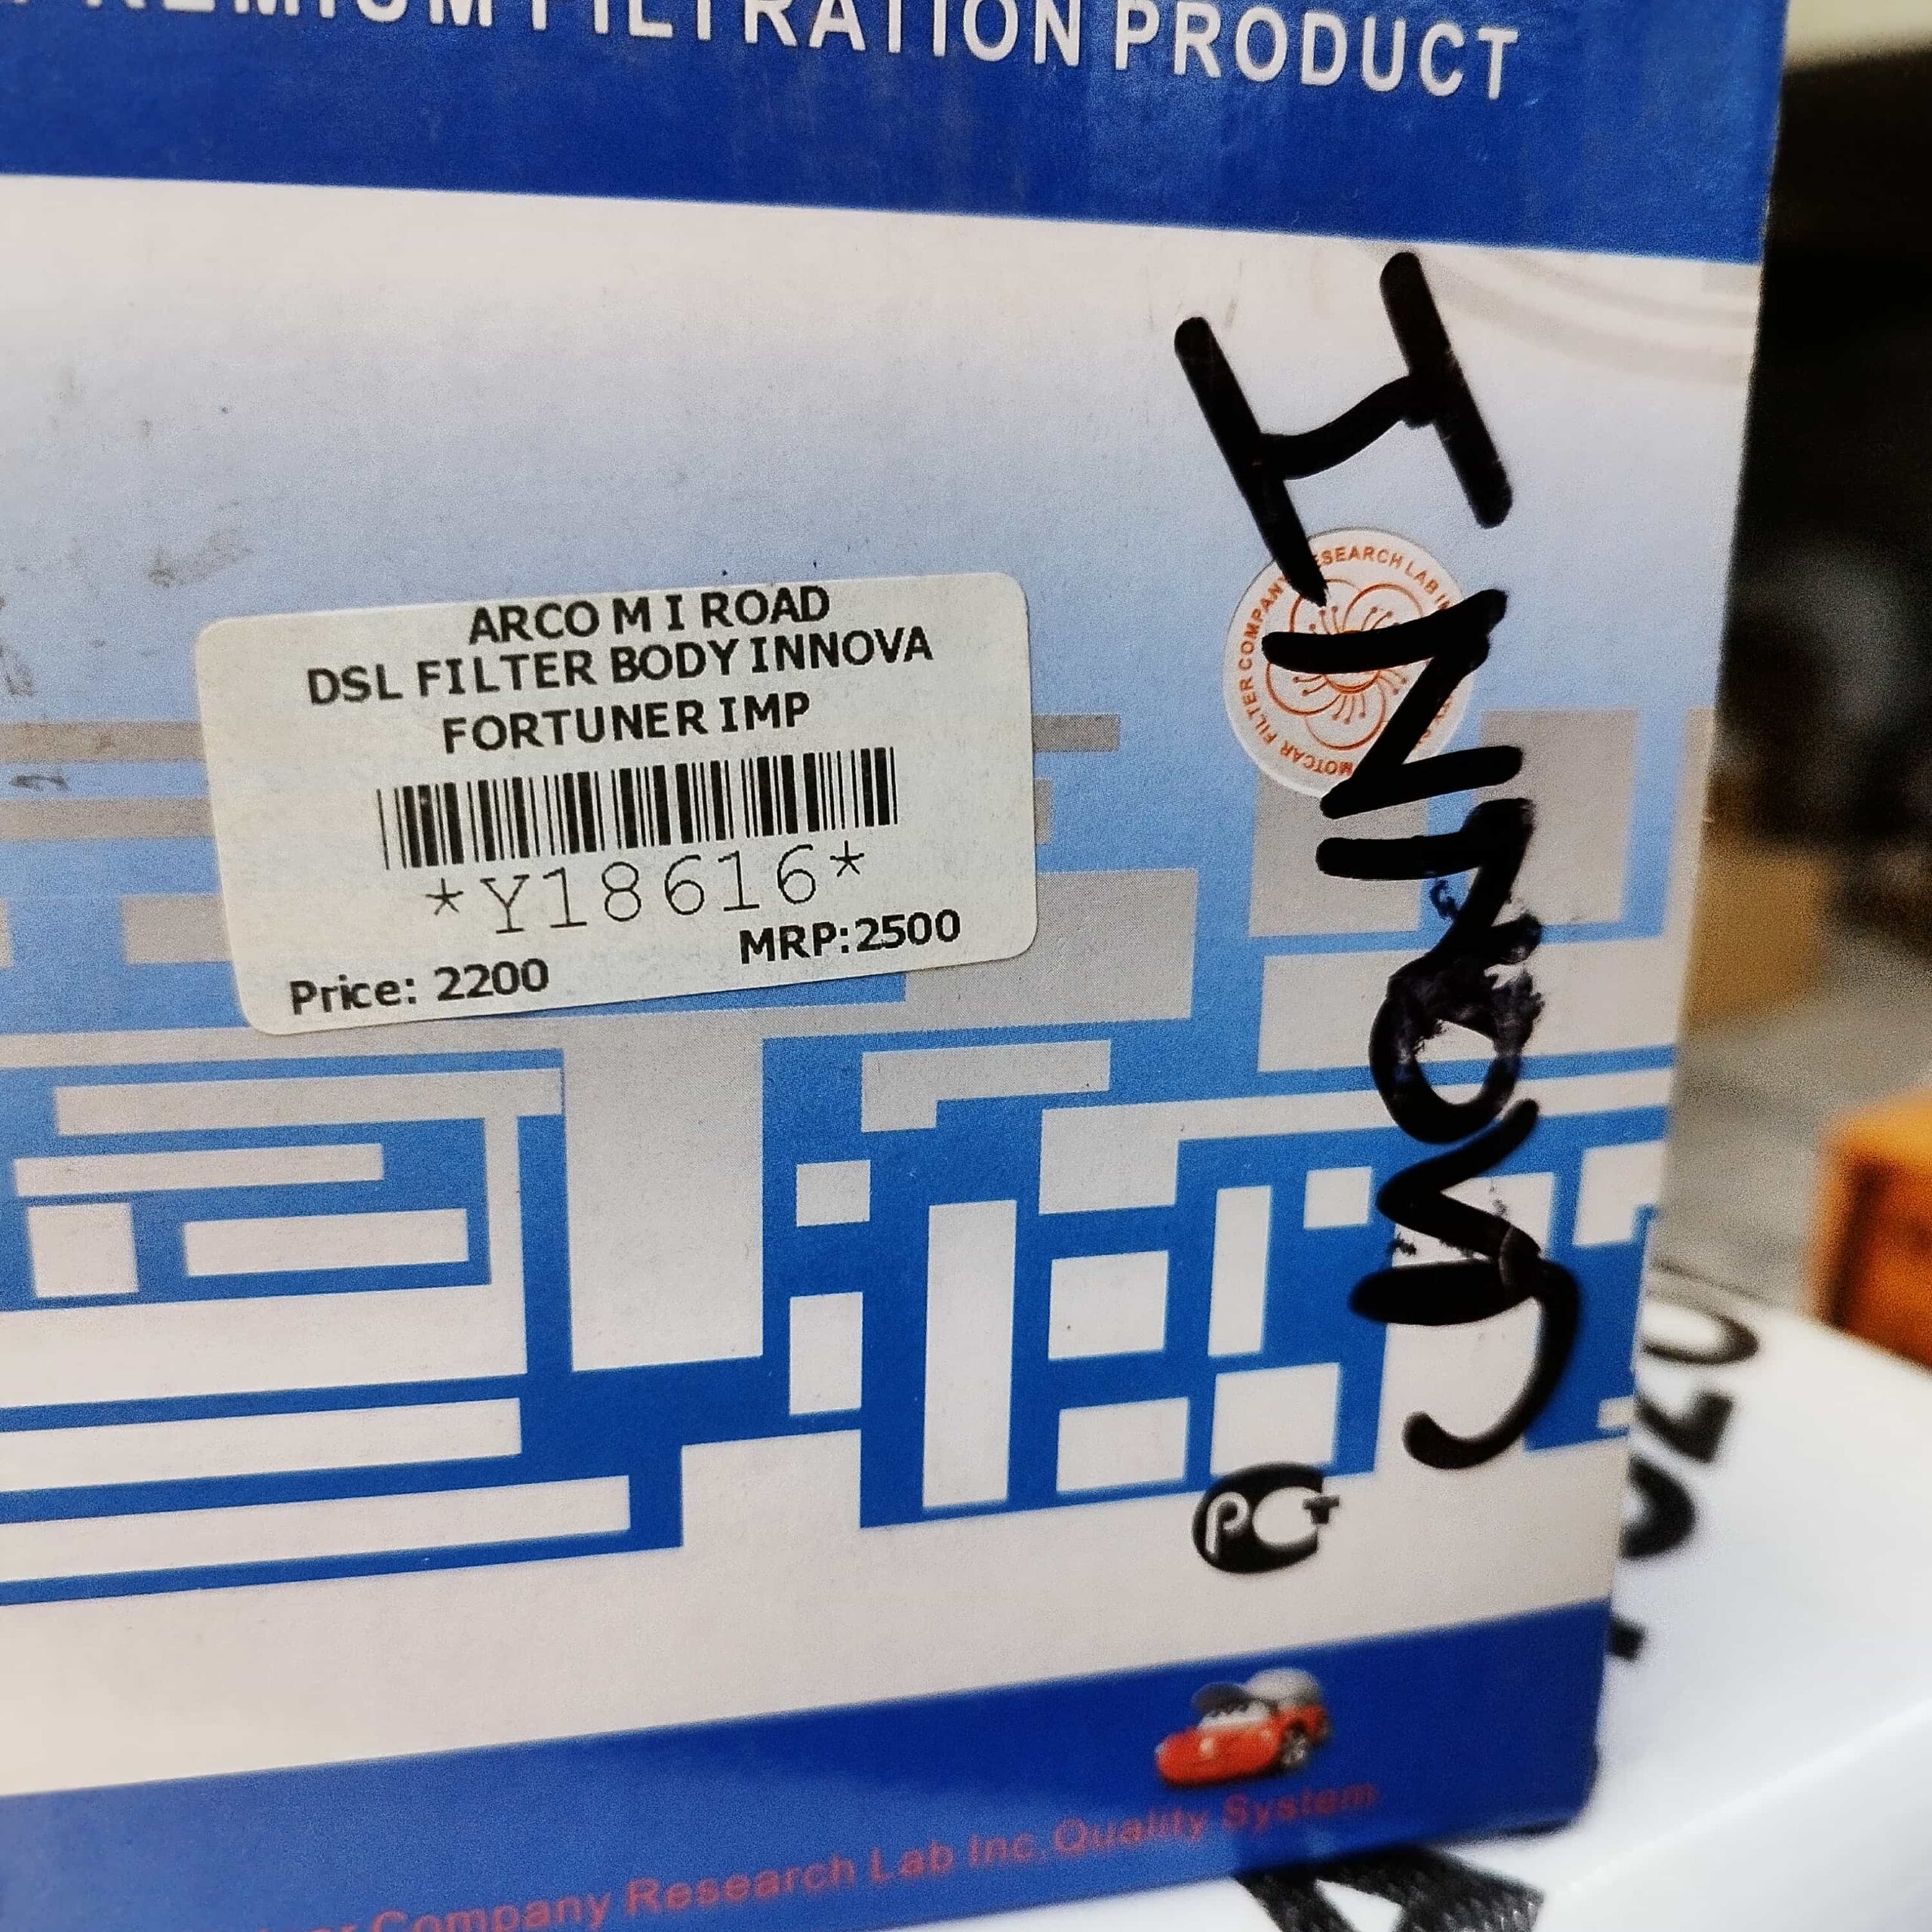 PREMIUM FILTRATION PRODUCT
ARCO M I ROAD
DSL FILTER BODY INNOVA
FORTUNER IMP
*Y18616*
MRP:2500
Price: 2200
INNOVA
MOTCAR FILTER COMPANY RESEARCH LAB
PCT
Company Research Lab Inc,Quality System